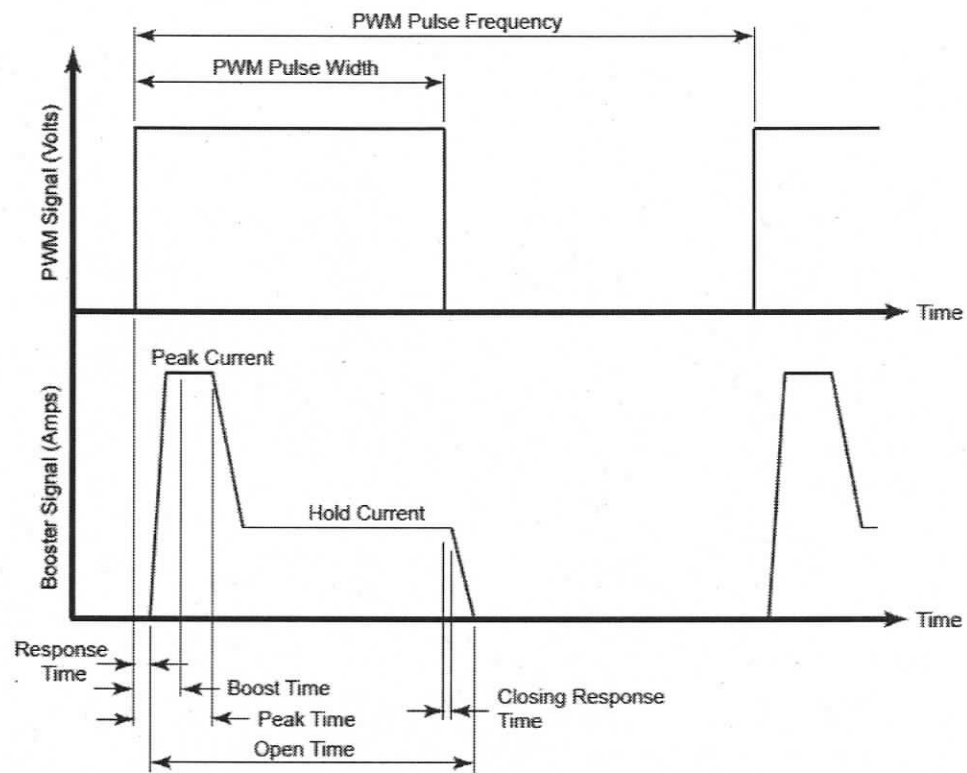 PWM Pulse Frequency
PWM Pulse Width
PWM Signal (Volts)
Time
Peak Current
Booster Signal (Amps)
Hold Current
Time
Response
Time
Boost Time
Peak Time
Open Time
Closing Response
Time